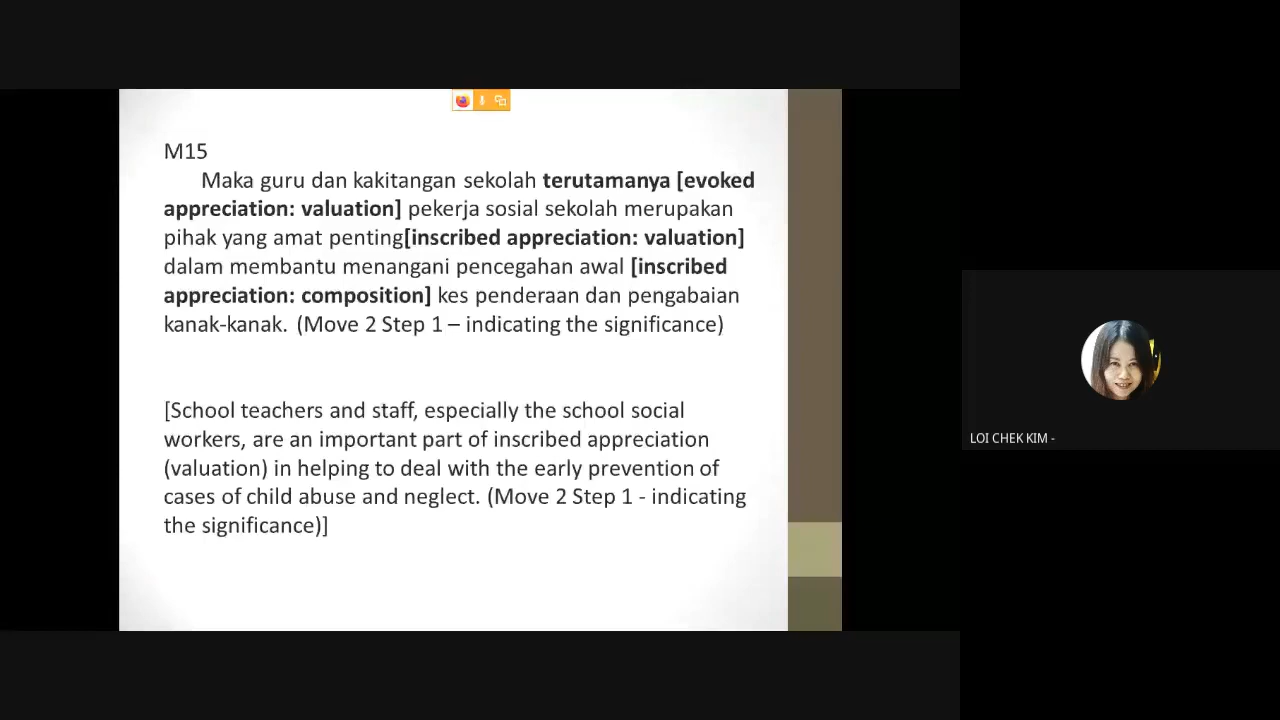 M15
Maka guru dan kakitangan sekolah terutamanya [evoked
appreciation: valuation] pekerja sosial sekolah merupakan
pihak yang amat penting[inscribed appreciation: valuation]
dalam membantu menangani pencegahan awal [inscribed
appreciation: composition] kes penderaan dan pengabaian
kanak-kanak. (Move 2 Step 1 – indicating the significance)
[School teachers and staff, especially the school social
workers, are an important part of inscribed appreciation
(valuation) in helping to deal with the early prevention of
cases of child abuse and neglect. (Move 2 Step 1 - indicating
the significance)]
LOI CHEK KIM -